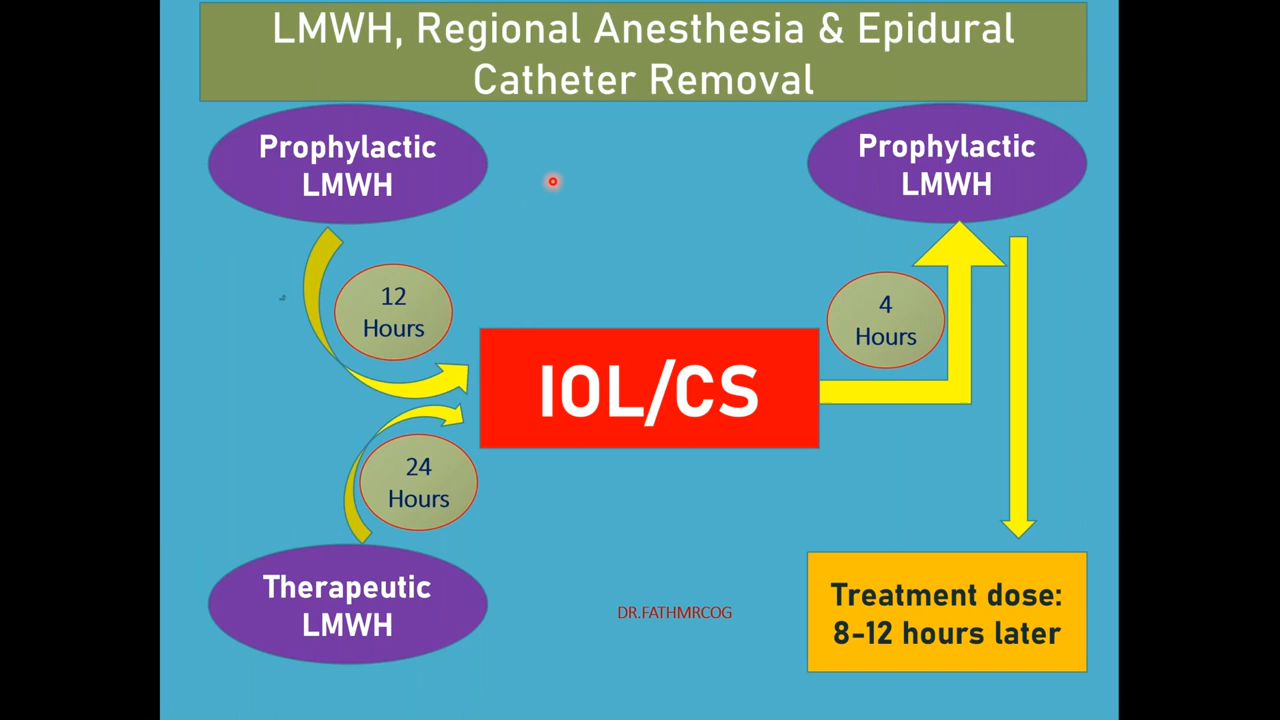 LMWH, Regional Anesthesia & Epidural
Catheter Removal
Prophylactic
LMWH
Prophylactic
LMWH
12
Hours
4
Hours
IOL/CS
24
Hours
Therapeutic
LMWH
DR.FATHMRCOG
Treatment dose:
8-12 hours later